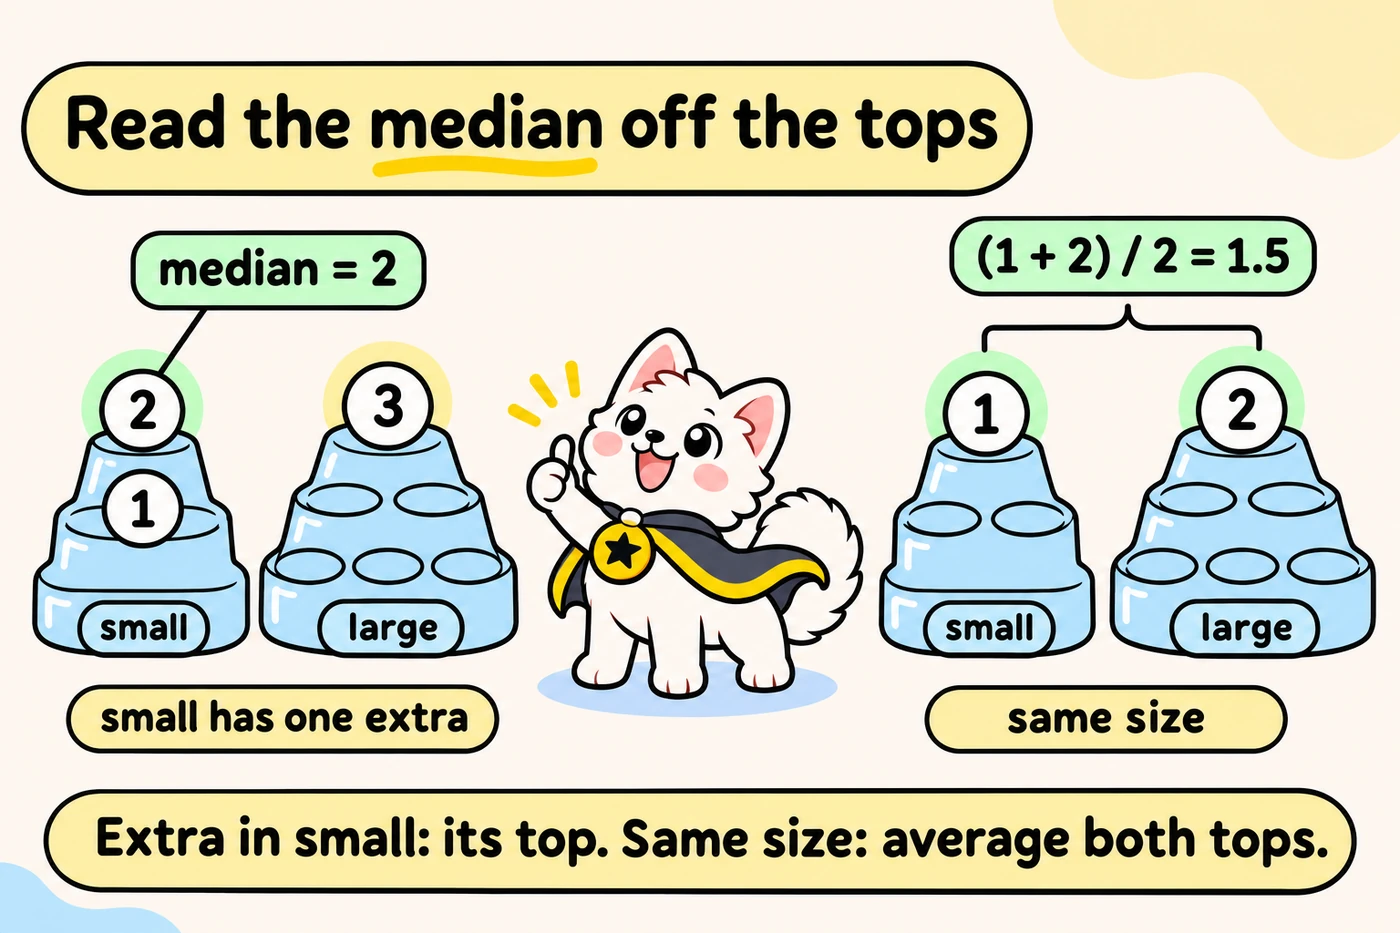 Read the median off the tops
median = 2
(1 + 2) / 2 = 1.5
2
3
1
2
1
small
large
small
large
small has one extra
same size
Extra in small: its top. Same size: average both tops.